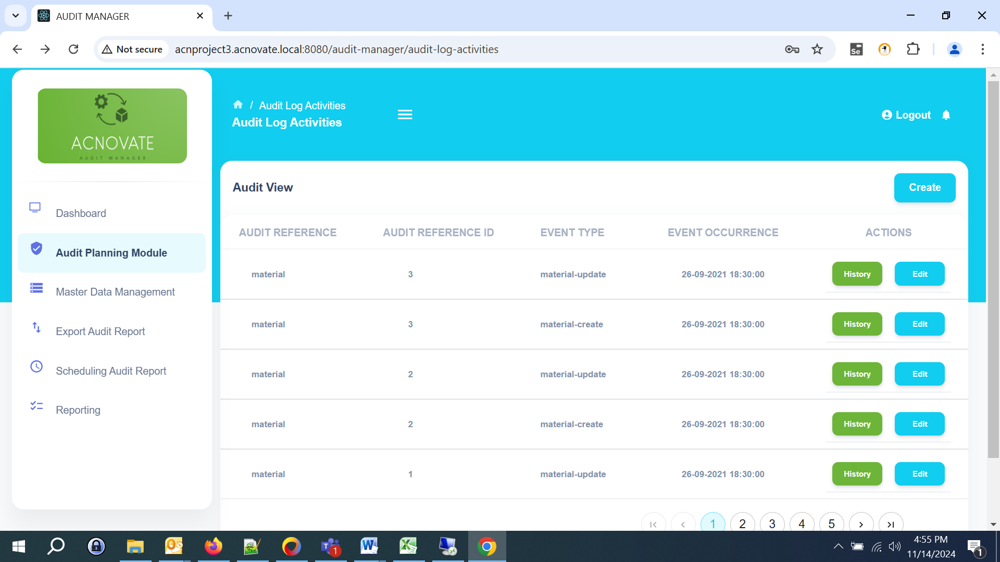 AUDIT MANAGER
Not secure
acnproject3.acnovate.local:8080/audit-manager/audit-log-activities
Se
ACNOVATE
AUDIT MANAGER
Dashboard
Audit Planning Module
Master Data Management
Export Audit Report
Scheduling Audit Report
Reporting
/ Audit Log Activities
Audit Log Activities
Logout
Audit View
Create
AUDIT REFERENCE AUDIT REFERENCE ID EVENT TYPE EVENT OCCURRENCE ACTIONS
material 3 material-update 26-09-2021 18:30:00 History Edit
material 3 material-create 26-09-2021 18:30:00 History Edit
material 2 material-update 26-09-2021 18:30:00 History Edit
material 2 material-create 26-09-2021 18:30:00 History Edit
material 1 material-update 26-09-2021 18:30:00 History Edit
1 2 3 4 5
T 1
W
X
4:55 PM
11/14/2024
1